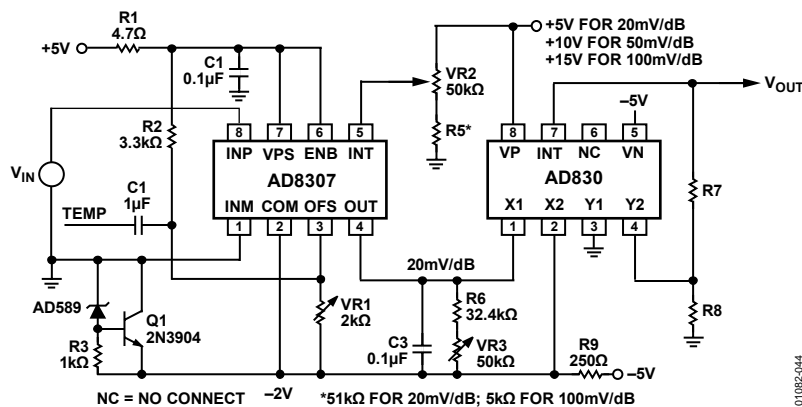 R1
4.7Ω
+5V
C1
0.1µF
R2
3.3kΩ
VR2
50kΩ
R5*
+5V FOR 20mV/dB
+10V FOR 50mV/dB
+15V FOR 100mV/dB
VOUT
–5V
8 7 6 5
INP VPS ENB INT
AD8307
INM COM OFS OUT
1 2 3 4
8 7 6 5
VP INT NC VN
AD830
X1 X2 Y1 Y2
1 2 3 4
VIN
C1
1µF
TEMP
R7
20mV/dB
AD589
Q1
2N3904
R3
1kΩ
VR1
2kΩ
C3
0.1µF
R6
32.4kΩ
VR3
50kΩ
R8
R9
250Ω
–5V
NC = NO CONNECT
–2V
*51kΩ FOR 20mV/dB; 5kΩ FOR 100mV/dB
01082-044